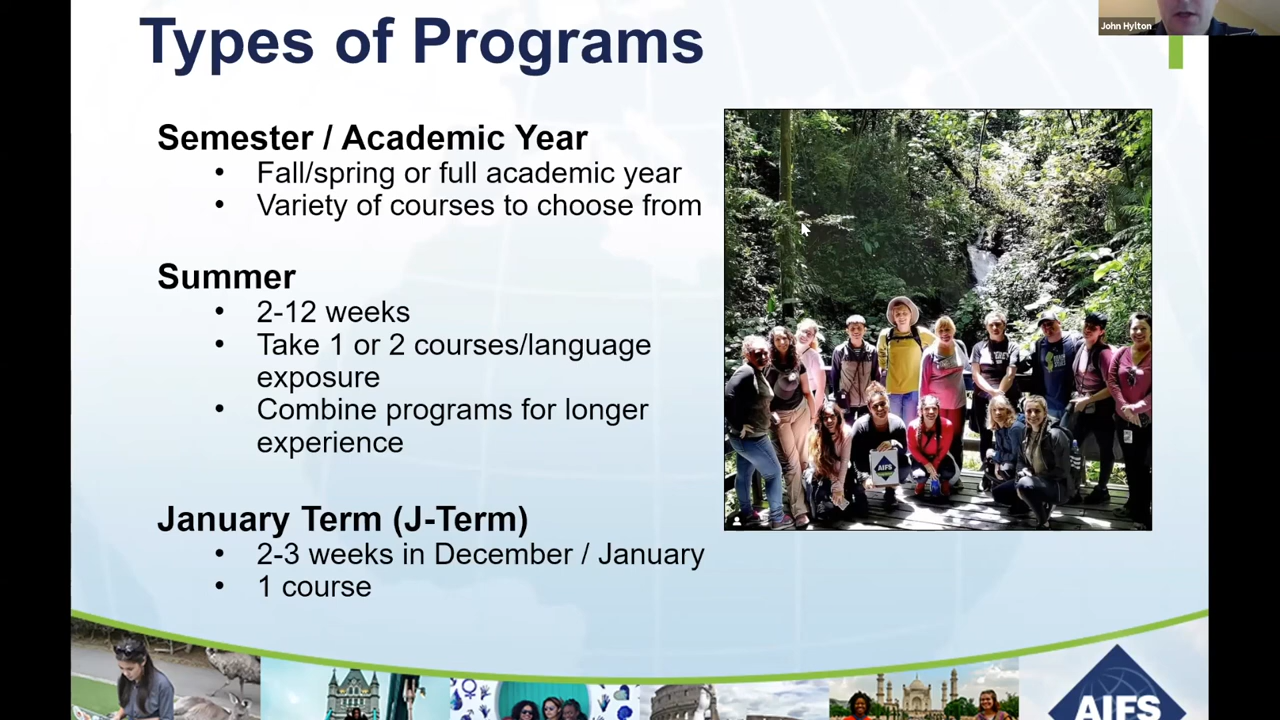 Types of Programs
John Hylton
Semester / Academic Year
• Fall/spring or full academic year
• Variety of courses to choose from
Summer
• 2-12 weeks
• Take 1 or 2 courses/language
exposure
• Combine programs for longer
experience
January Term (J-Term)
• 2-3 weeks in December / January
• 1 course
AIFS
AIFS